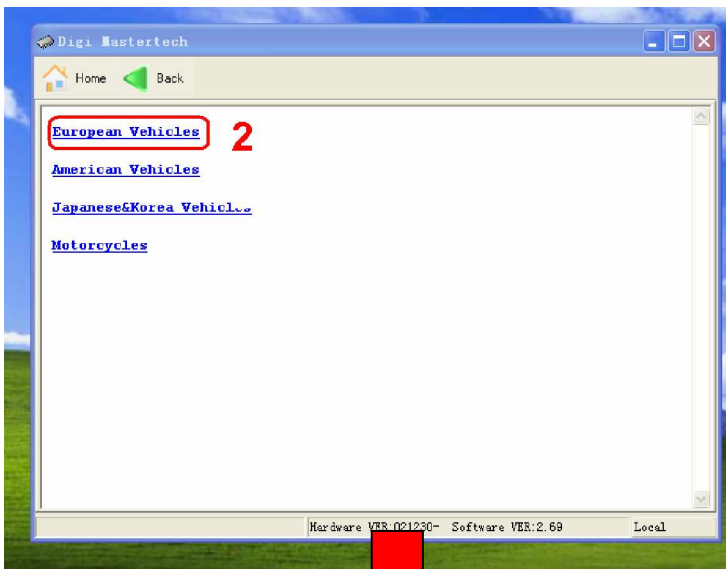 Digi Mastertech
Home Back
European Vehicles 2
American Vehicles
Japanese&Korea
Motorcycles
Hardware VER:021230- Software VER:2.69 Local